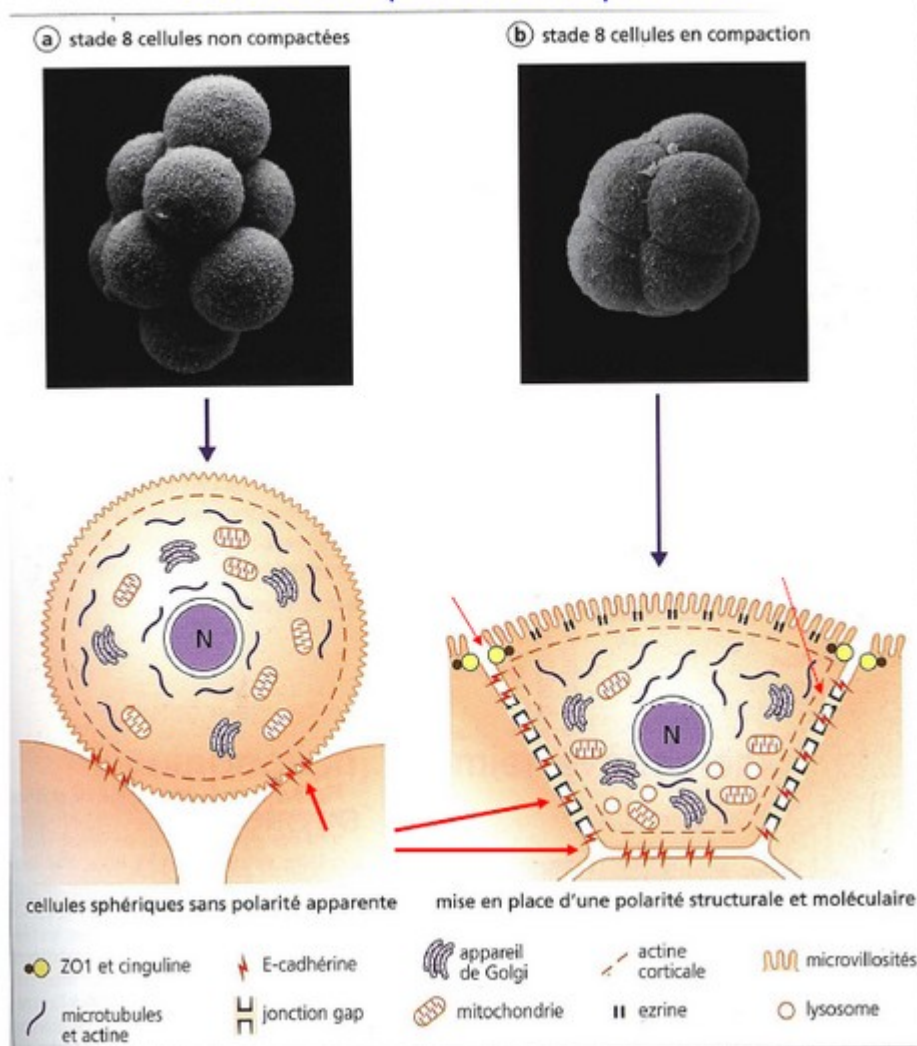 a stade 8 cellules non compactées
b stade 8 cellules en compaction
N
N
cellules sphériques sans polarité apparente
mise en place d'une polarité structurale et moléculaire
ZO1 et cinguline
E-cadhérine
appareil
de Golgi
actine
corticale
microvillosités
microtubules
et actine
jonction gap
mitochondrie
ezrine
lysosome